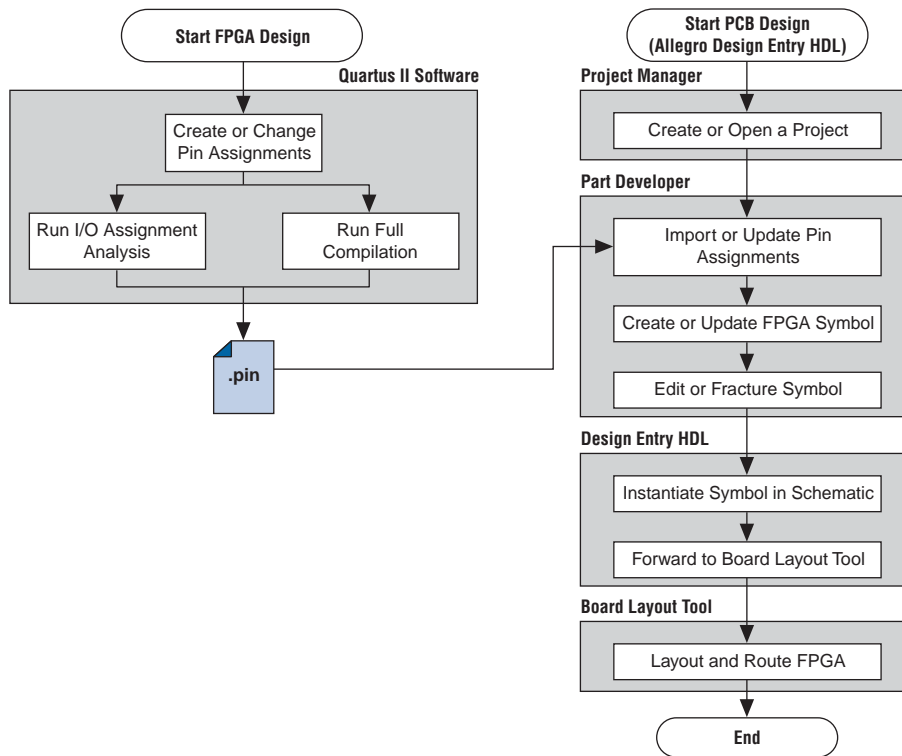 Start FPGA Design
Quartus II Software
Create or Change
Pin Assignments
Run I/O Assignment
Analysis
Run Full
Compilation
.pin
Start PCB Design
(Allegro Design Entry HDL)
Project Manager
Create or Open a Project
Part Developer
Import or Update Pin
Assignments
Create or Update FPGA Symbol
Edit or Fracture Symbol
Design Entry HDL
Instantiate Symbol in Schematic
Forward to Board Layout Tool
Board Layout Tool
Layout and Route FPGA
End